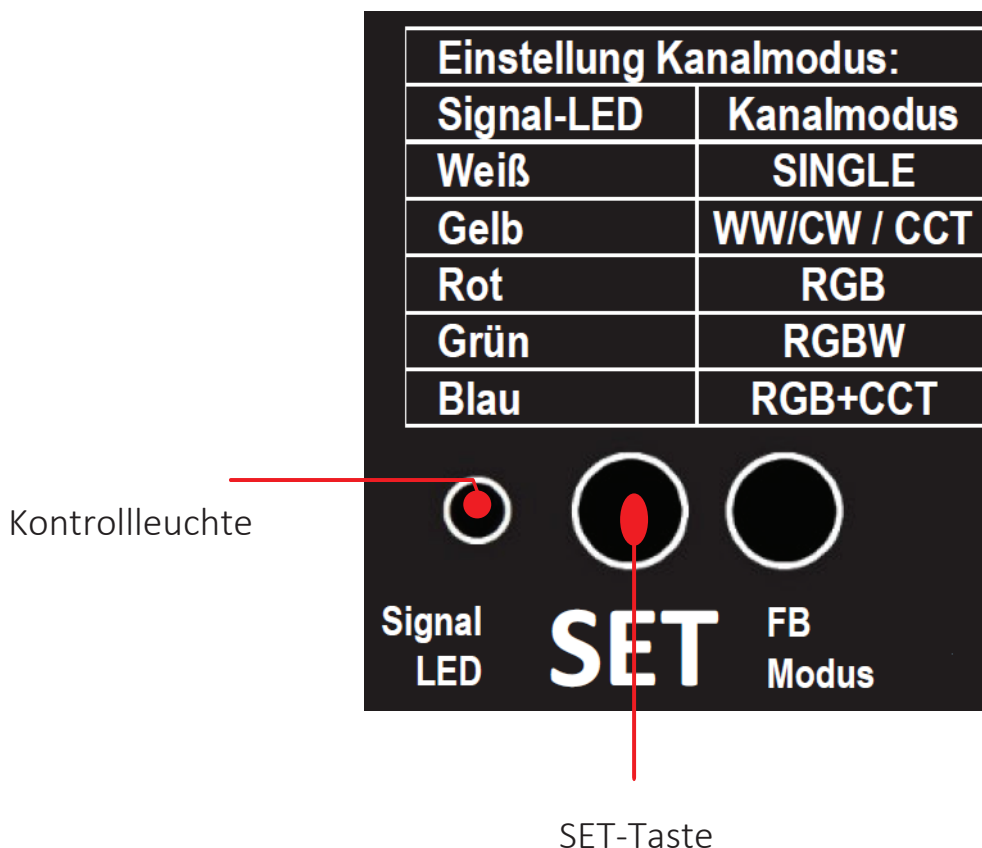 Einstellung Kanalmodus:
Signal-LED Kanalmodus
Weiß SINGLE
Gelb WW/CW / CCT
Rot RGB
Grün RGBW
Blau RGB+CCT
Kontrollleuchte
Signal
LED
SET
FB
Modus
SET-Taste